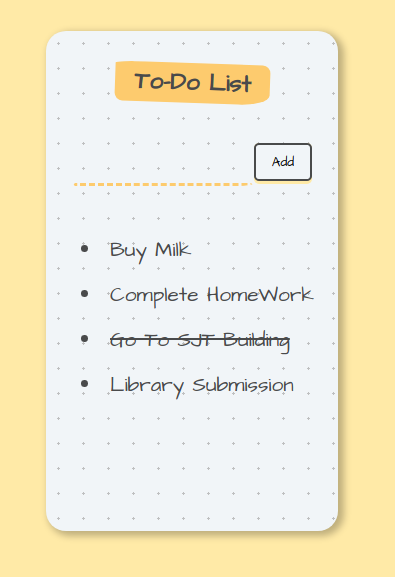 To-Do List
Add
Buy Milk
Complete HomeWork
Go To SJT Building
Library Submission